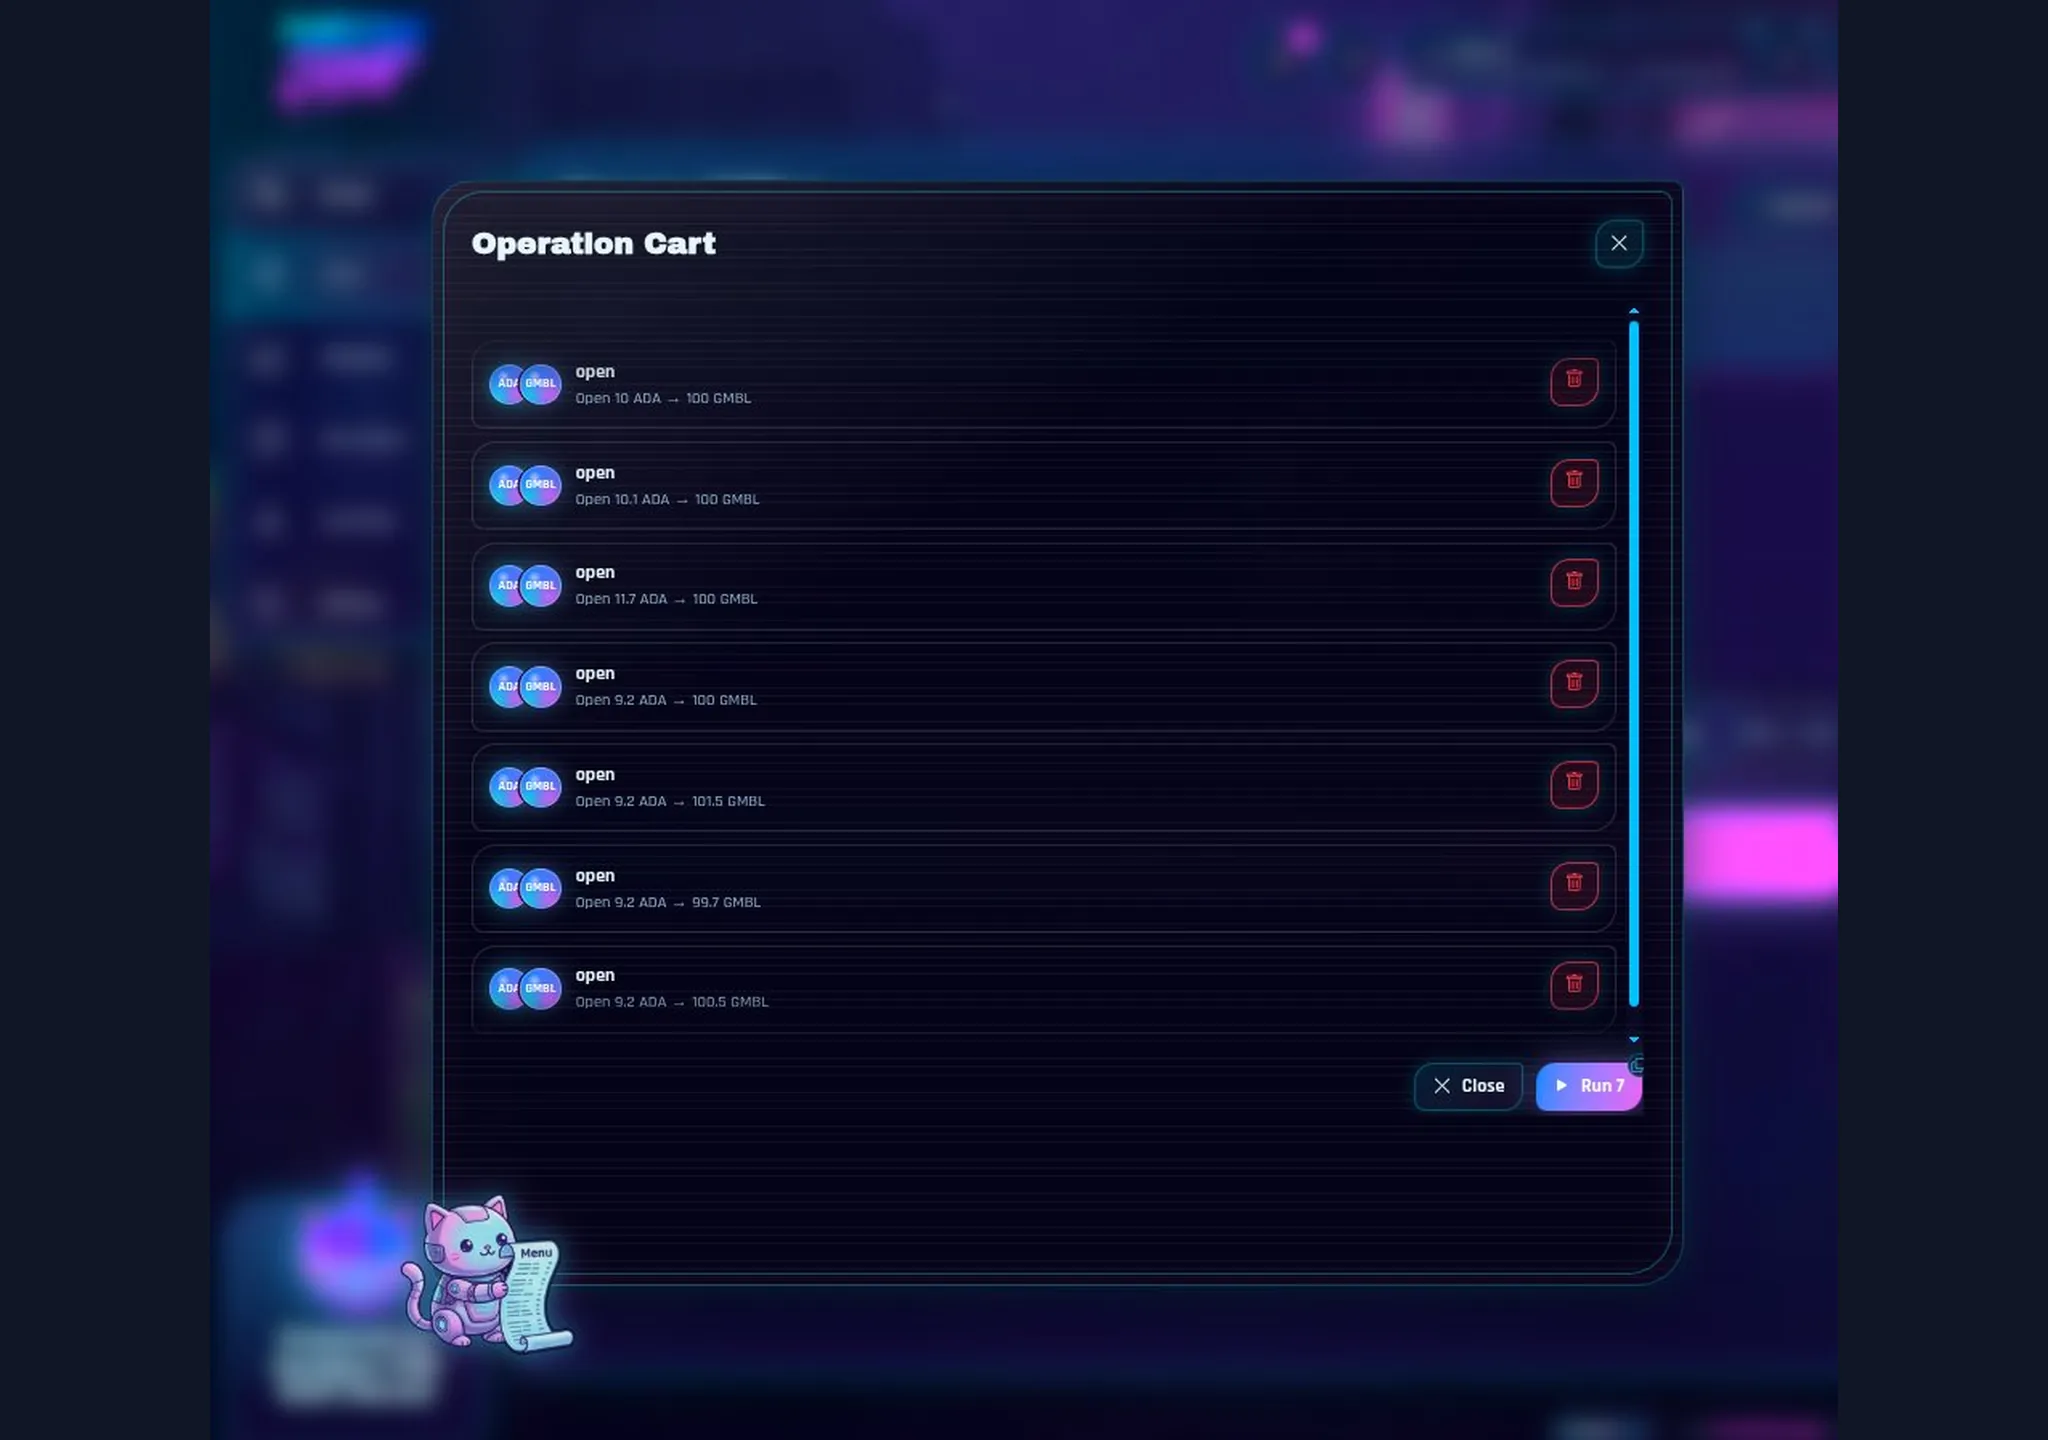 Operation Cart
ADA GMBL
open
Open 10 ADA → 100 GMBL
ADA GMBL
open
Open 10.1 ADA → 100 GMBL
ADA GMBL
open
Open 11.7 ADA → 100 GMBL
ADA GMBL
open
Open 9.2 ADA → 100 GMBL
ADA GMBL
open
Open 9.2 ADA → 101.5 GMBL
ADA GMBL
open
Open 9.2 ADA → 99.7 GMBL
ADA GMBL
open
Open 9.2 ADA → 100.5 GMBL
Close
Run 7
Menu